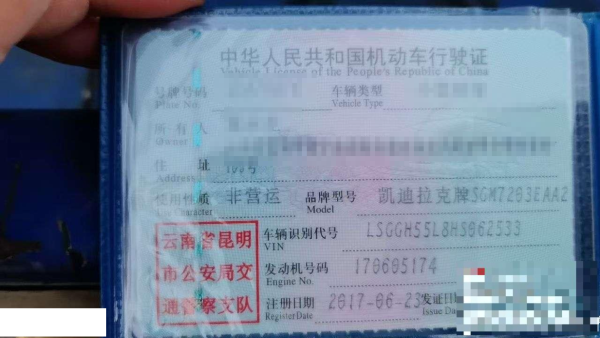 中华人民共和国机动车行驶证
Vehicle License of the People's Republic of China
号牌号码 车辆类型
Plate No. Vehicle Type
所有人
Owner
住址
Address
使用性质 非营运 品牌型号 凯迪拉克牌SGM7203EAA2
Use Character Model
云南省昆明 车辆识别代号 LSGGH55L8HS062533
VIN
市公安局交 发动机号码 170605174
Engine No.
通警察支队 注册日期 2017-06-23 发证日
Register Date Issue Da